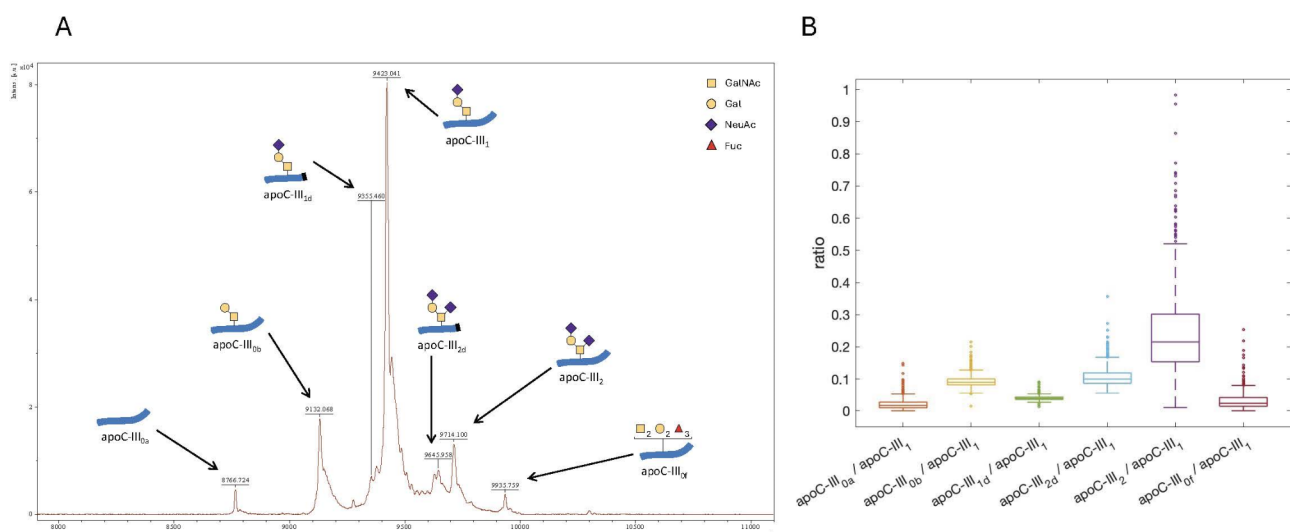 A
Intens. [a.u.]
x10⁴
8
6
4
2
0
8000
9000
9500
10000
10500
11000
8766.724
9132.068
9355.460
9423.041
9645.958
9714.100
9935.759
apoC-III₀ₐ
apoC-III₀b
apoC-III₁d
apoC-III₁
apoC-III₂d
apoC-III₂
2 2 3
apoC-III₀f
GalNAc
Gal
NeuAc
Fuc
B
ratio
1
0.9
0.8
0.7
0.6
0.5
0.4
0.3
0.2
0.1
0
apoC-III₀ₐ / apoC-III₁
apoC-III₀b / apoC-III₁
apoC-III₁d / apoC-III₁
apoC-III₂d / apoC-III₁
apoC-III₂ / apoC-III₁
apoC-III₀f / apoC-III₁